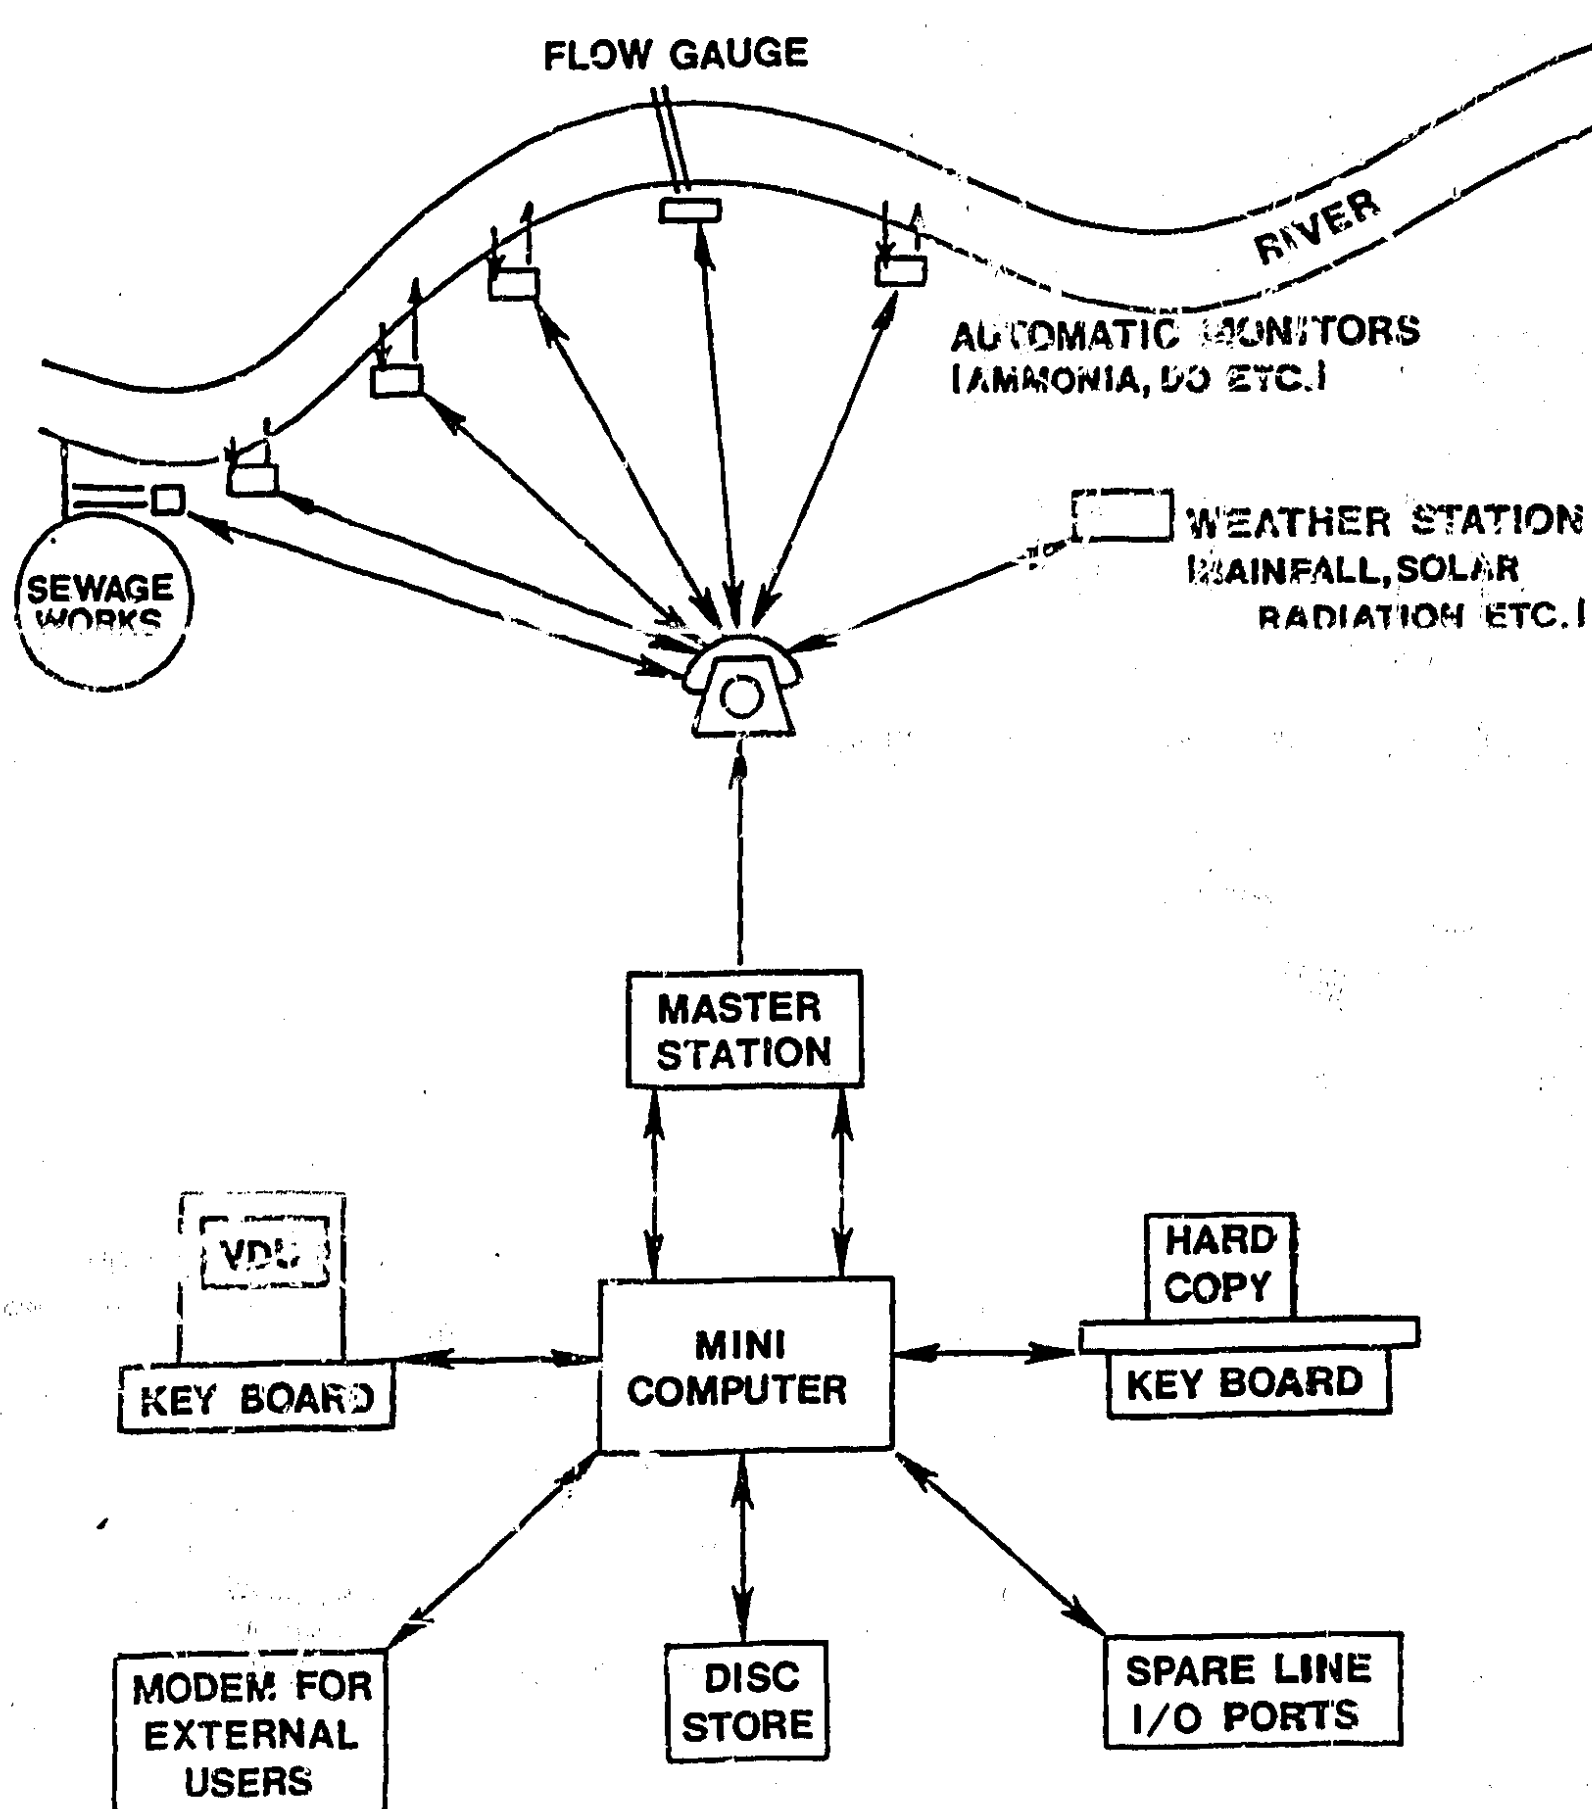 FLOW GAUGE
RIVER
AUTOMATIC MONITORS
[AMMONIA, DO ETC.]
WEATHER STATION
[RAINFALL, SOLAR
RADIATION ETC.]
SEWAGE
WORKS
MASTER
STATION
VDU
KEY BOARD
MINI
COMPUTER
HARD
COPY
KEY BOARD
MODEM FOR
EXTERNAL
USERS
DISC
STORE
SPARE LINE
I/O PORTS